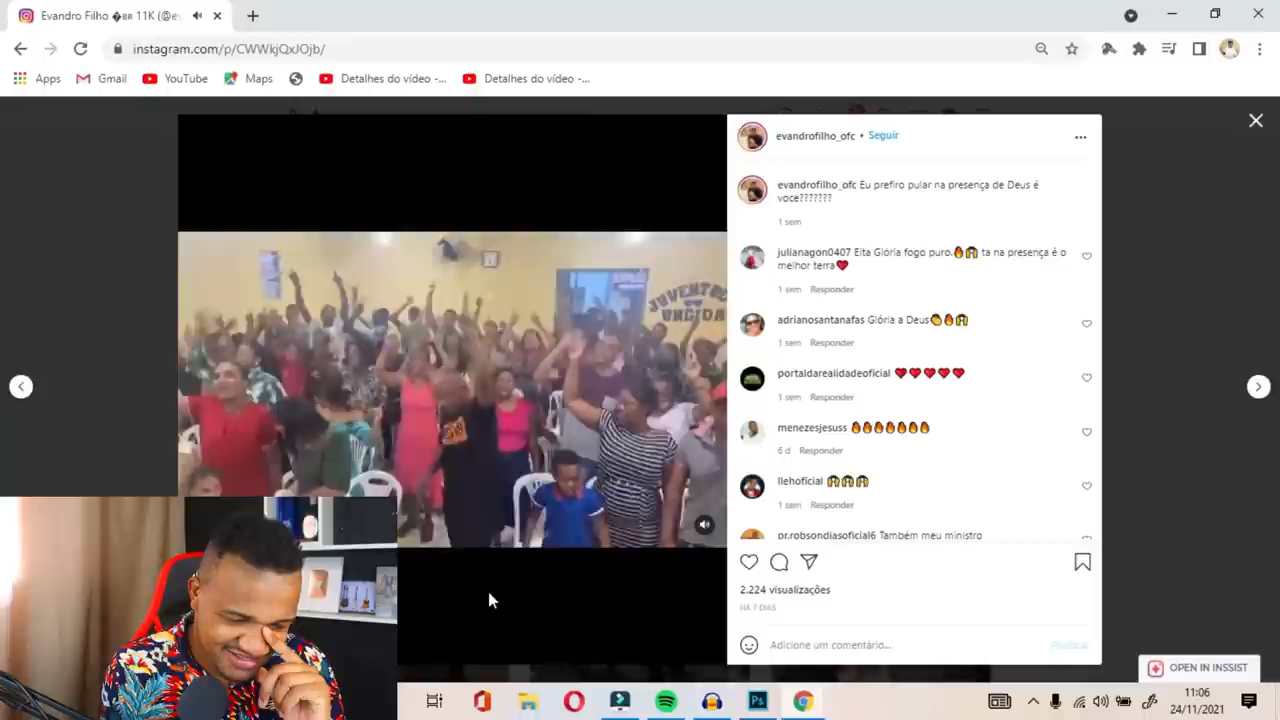 Evandro Filho �BR 11K (@e
instagram.com/p/CWWkjQxJOjb/
Apps
Gmail
YouTube
Maps
Detalhes do vídeo -...
Detalhes do vídeo -...
evandrofilho_ofc • Seguir
evandrofilho_ofc Eu prefiro pular na presença de Deus é
voce???????
1 sem
julianagon0407 Eita Glória fogo puro.🔥🙌 ta na presença é o
melhor terra❤️
1 sem Responder
adrianosantanafas Glória a Deus👏🔥🙌
1 sem Responder
portaldarealidadeoficial ❤️❤️❤️❤️❤️
1 sem Responder
menezesjesuss 🔥🔥🔥🔥🔥🔥🔥
6 d Responder
llehoficial 🙌🙌🙌
1 sem Responder
pr.robsondiasoficial6 Também meu ministro
2.224 visualizações
HÁ 7 DIAS
Adicione um comentário...
Publicar
JUVENTUDE
UNGIDA
OPEN IN INSSIST
Ps
11:06
24/11/2021